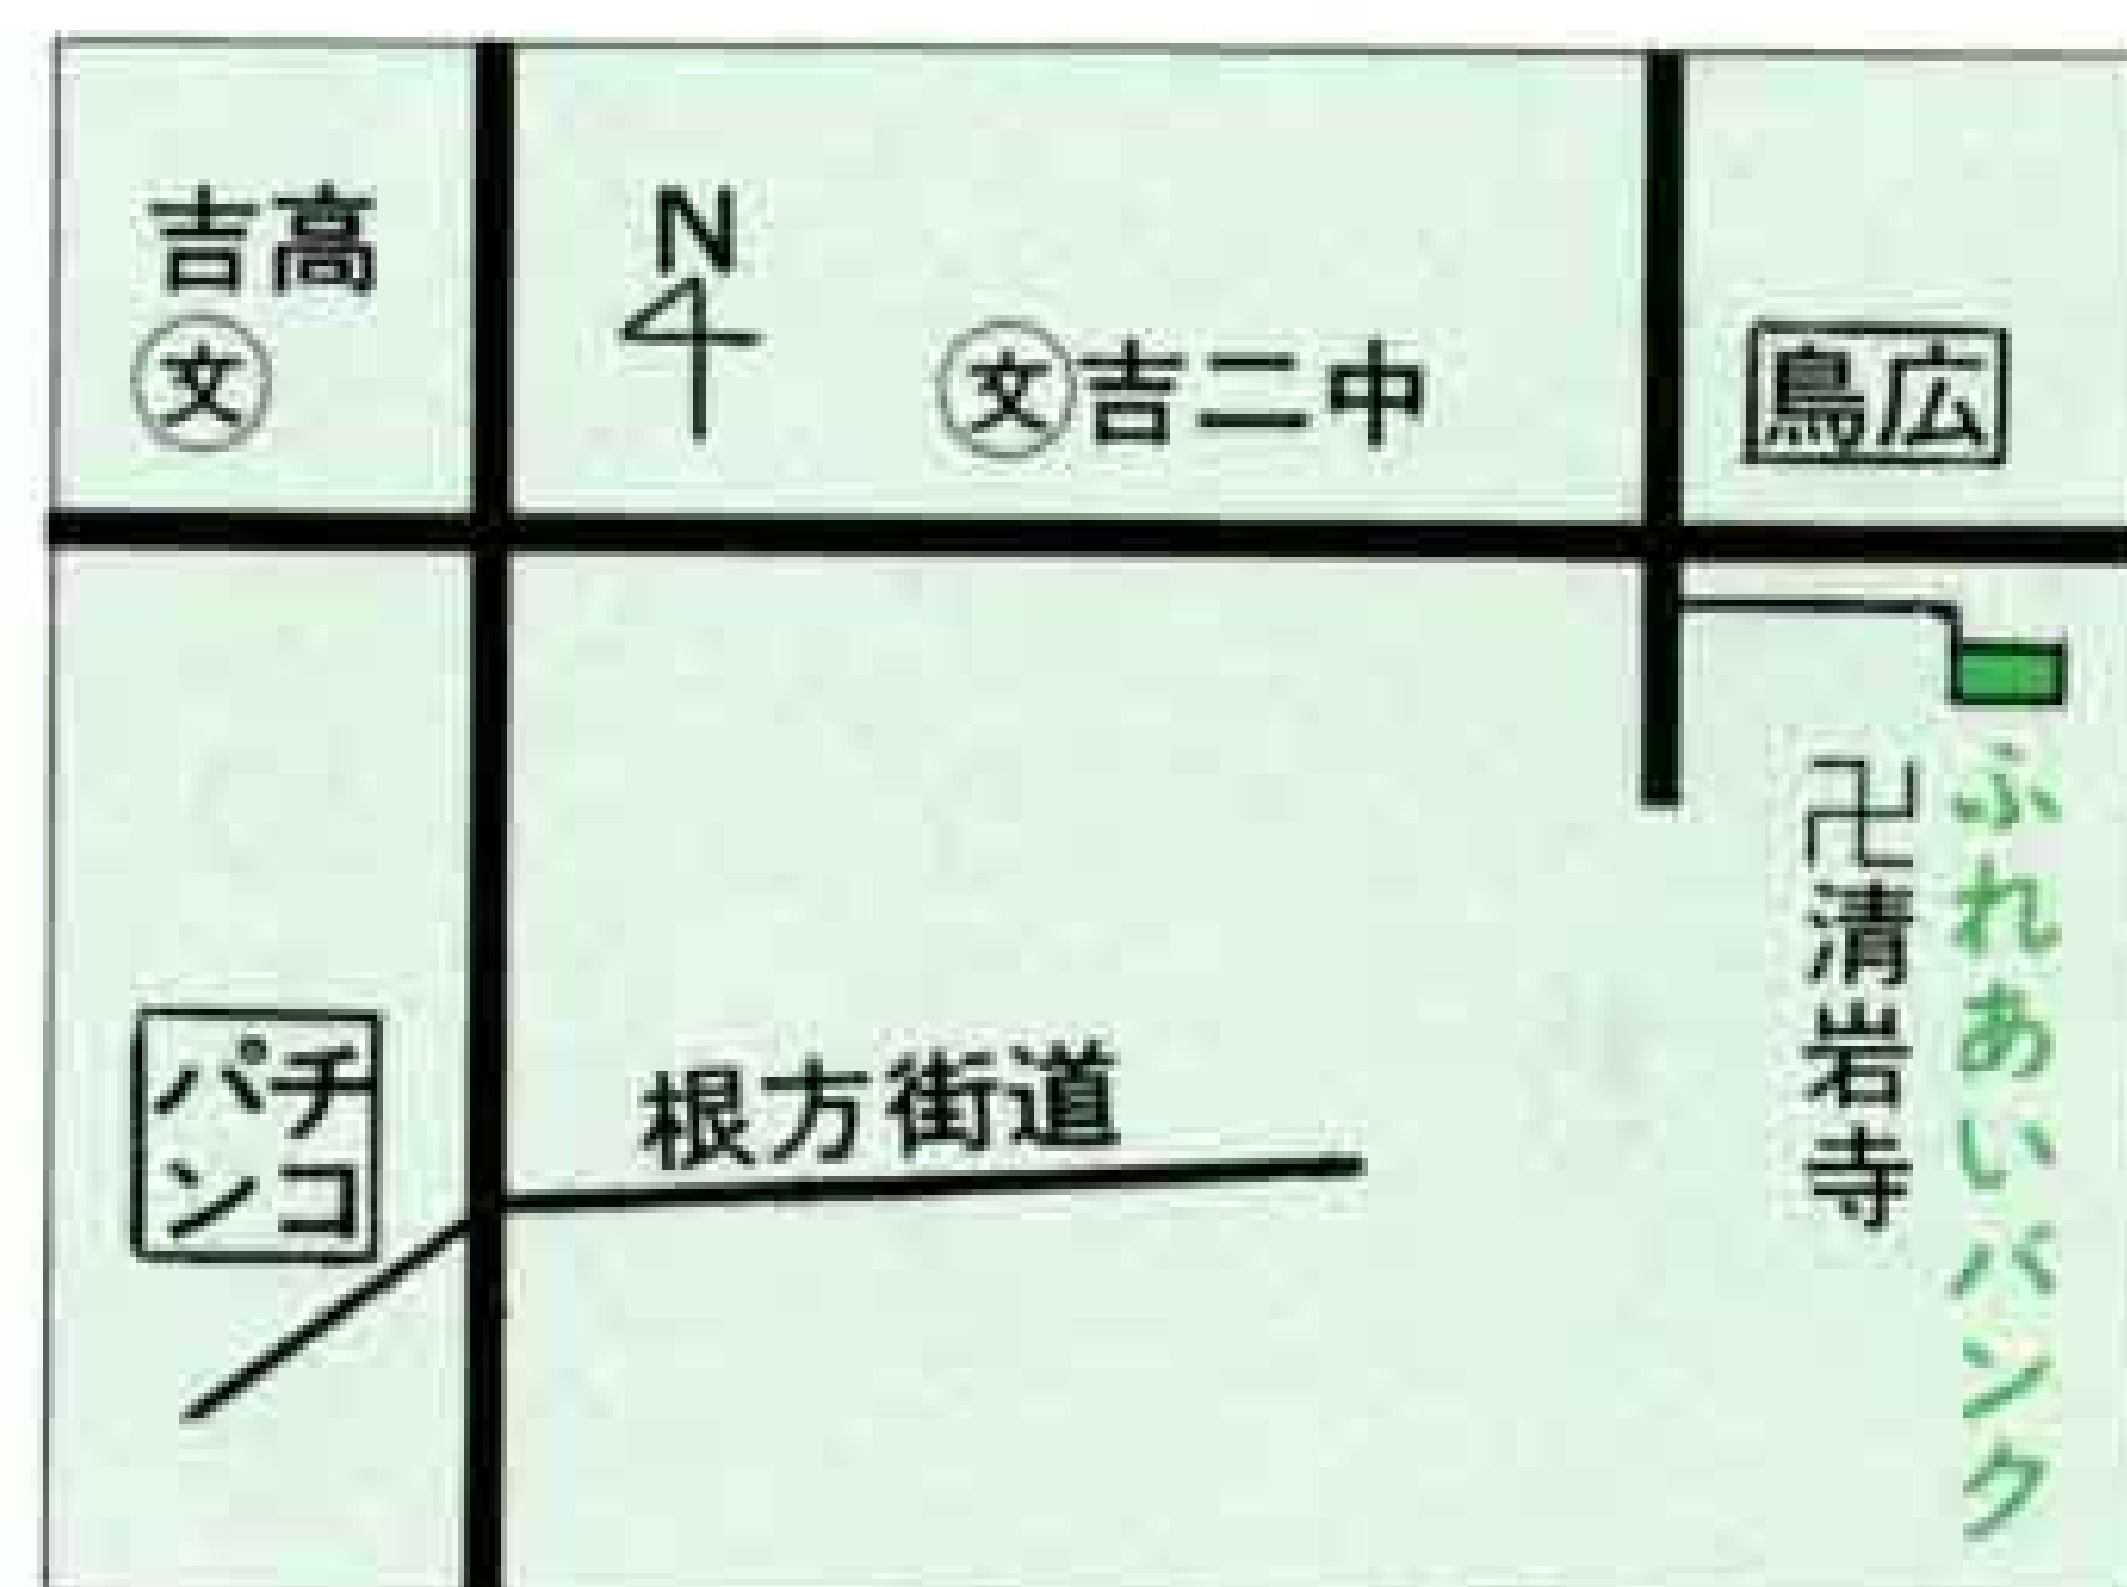 吉高
文
N
文吉二中
鳥広
パチ
ンコ
根方街道
卍清岩寺
ふれあいバンク